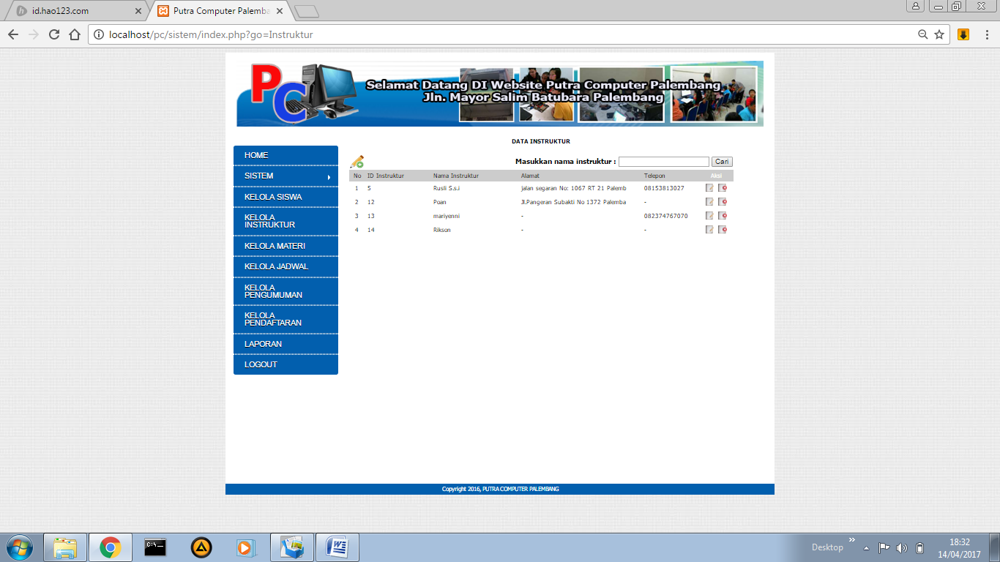 id.hao123.com
Putra Computer Palemba
localhost/pc/sistem/index.php?go=Instruktur
PC
Selamat Datang DI Website Putra Computer Palembang
Jln. Mayor Salim Batubara Palembang
HOME
SISTEM
KELOLA SISWA
KELOLA
INSTRUKTUR
KELOLA MATERI
KELOLA JADWAL
KELOLA
PENGUMUMAN
KELOLA
PENDAFTARAN
LAPORAN
LOGOUT
DATA INSTRUKTUR
Masukkan nama instruktur : Cari
No ID Instruktur Nama Instruktur Alamat Telepon Aksi
1 5 Rusli S.s.i jalan segaran No: 1067 RT 21 Palemb 08153813027
2 12 Poan Jl.Pangeran Subakti No 1372 Palemba -
3 13 mariyenni - 082374767070
4 14 Rikson - -
Copyright 2016, PUTRA COMPUTER PALEMBANG
Desktop
18:32
14/04/2017